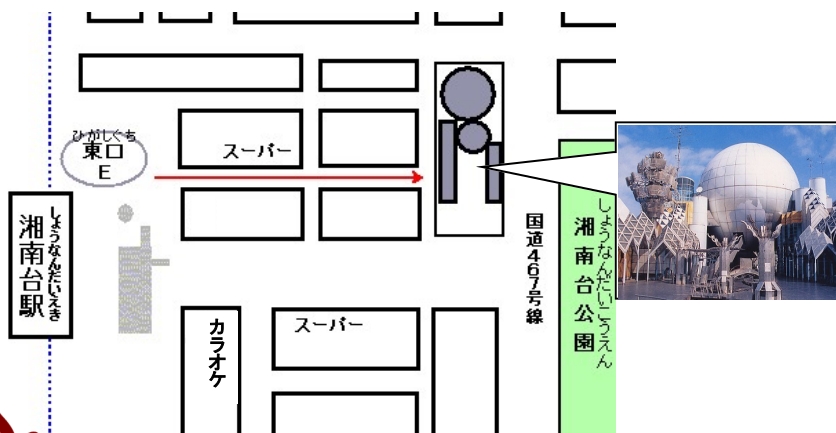 ひがしぐち
東口
E
スーパー
しょうなんだいえき
湘南台駅
国道467号線
しょうなんだいこうえん
湘南台公園
カラオケ
スーパー